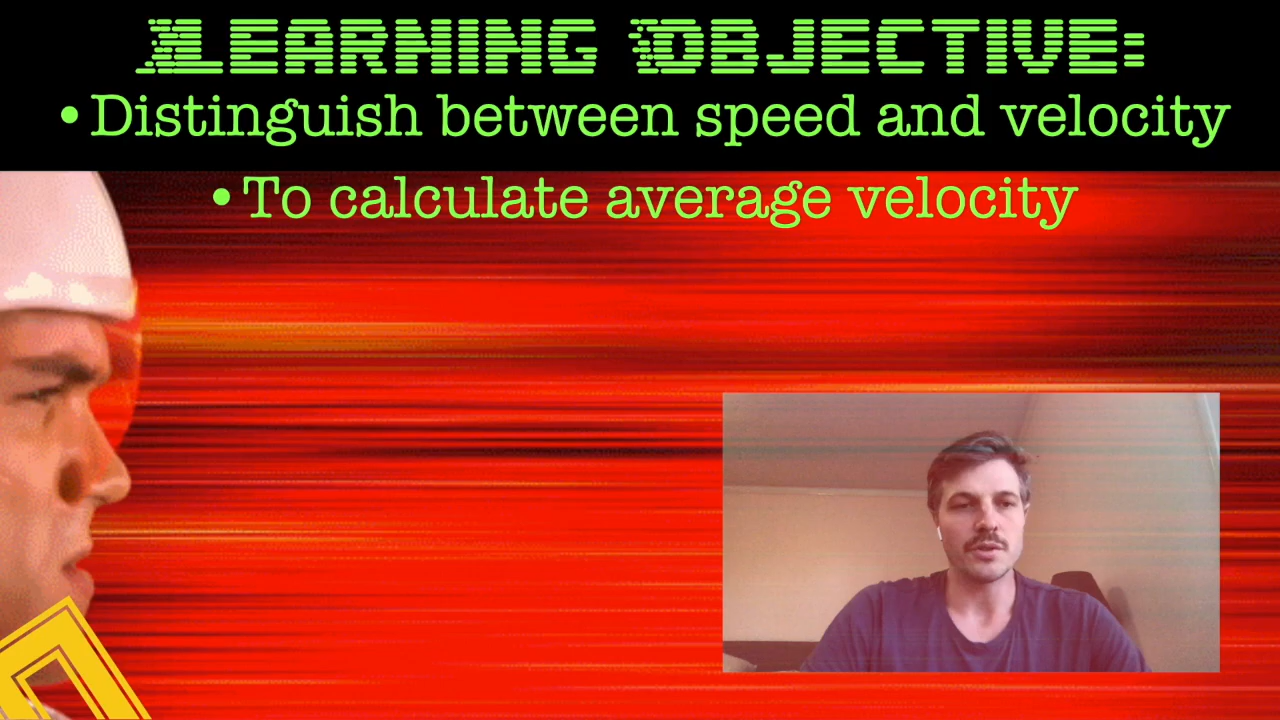 Learning Objective:
• Distinguish between speed and velocity
• To calculate average velocity